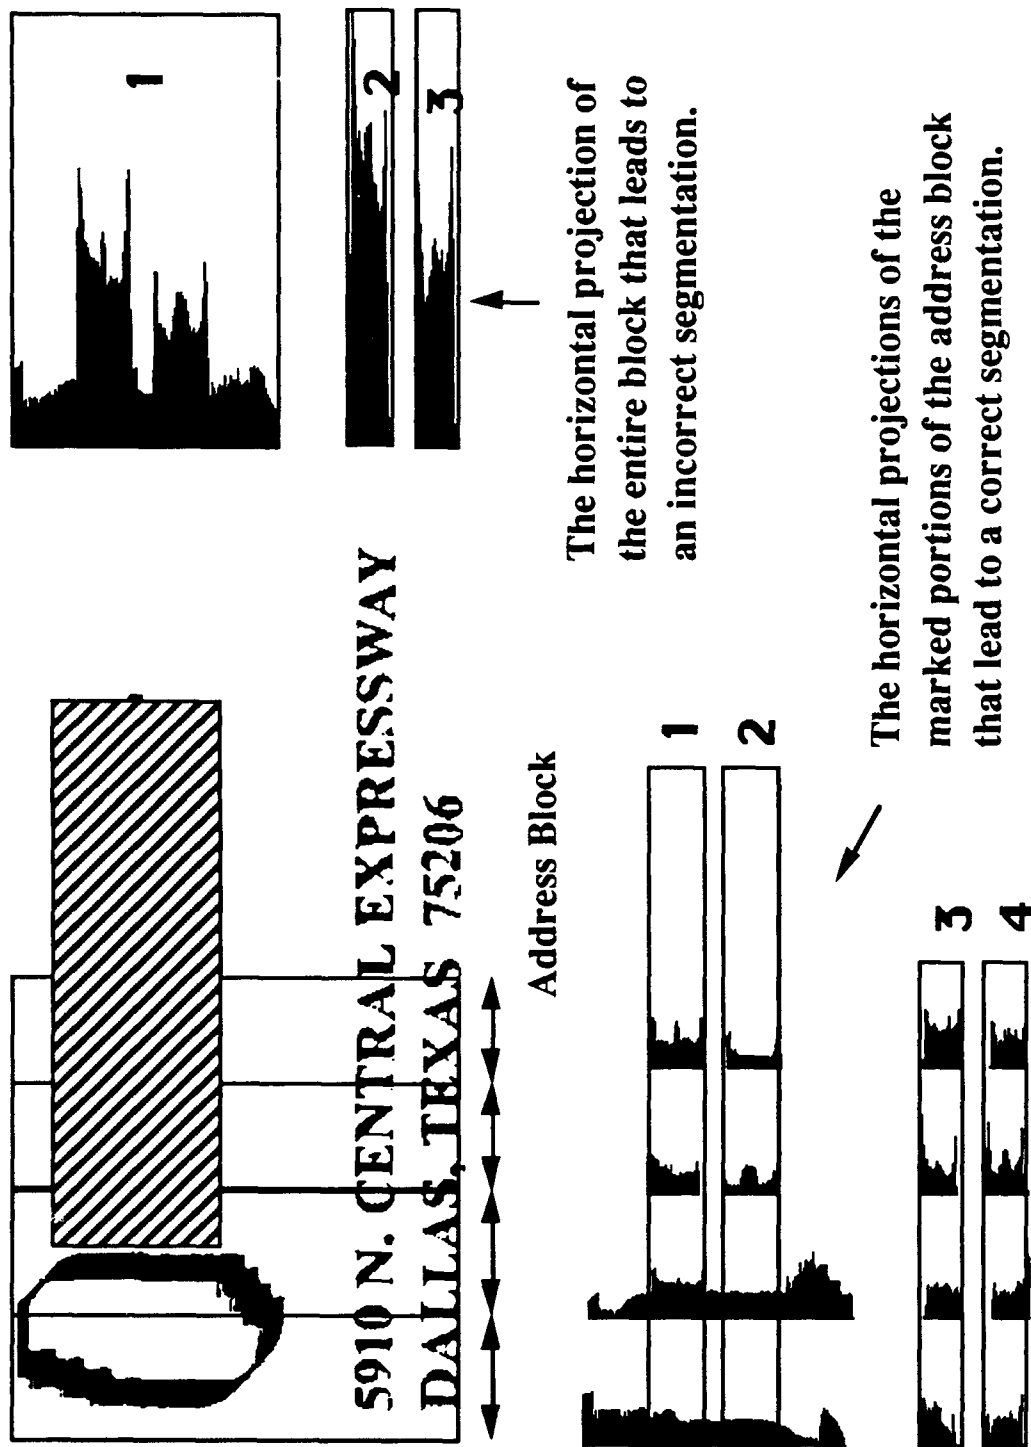 1
5910 N. CENTRAL EXPRESSWAY
DALLAS, TEXAS 75206
2
3
Address Block
The horizontal projection of
the entire block that leads to
an incorrect segmentation.
1
2
3
4
The horizontal projections of the
marked portions of the address block
that lead to a correct segmentation.